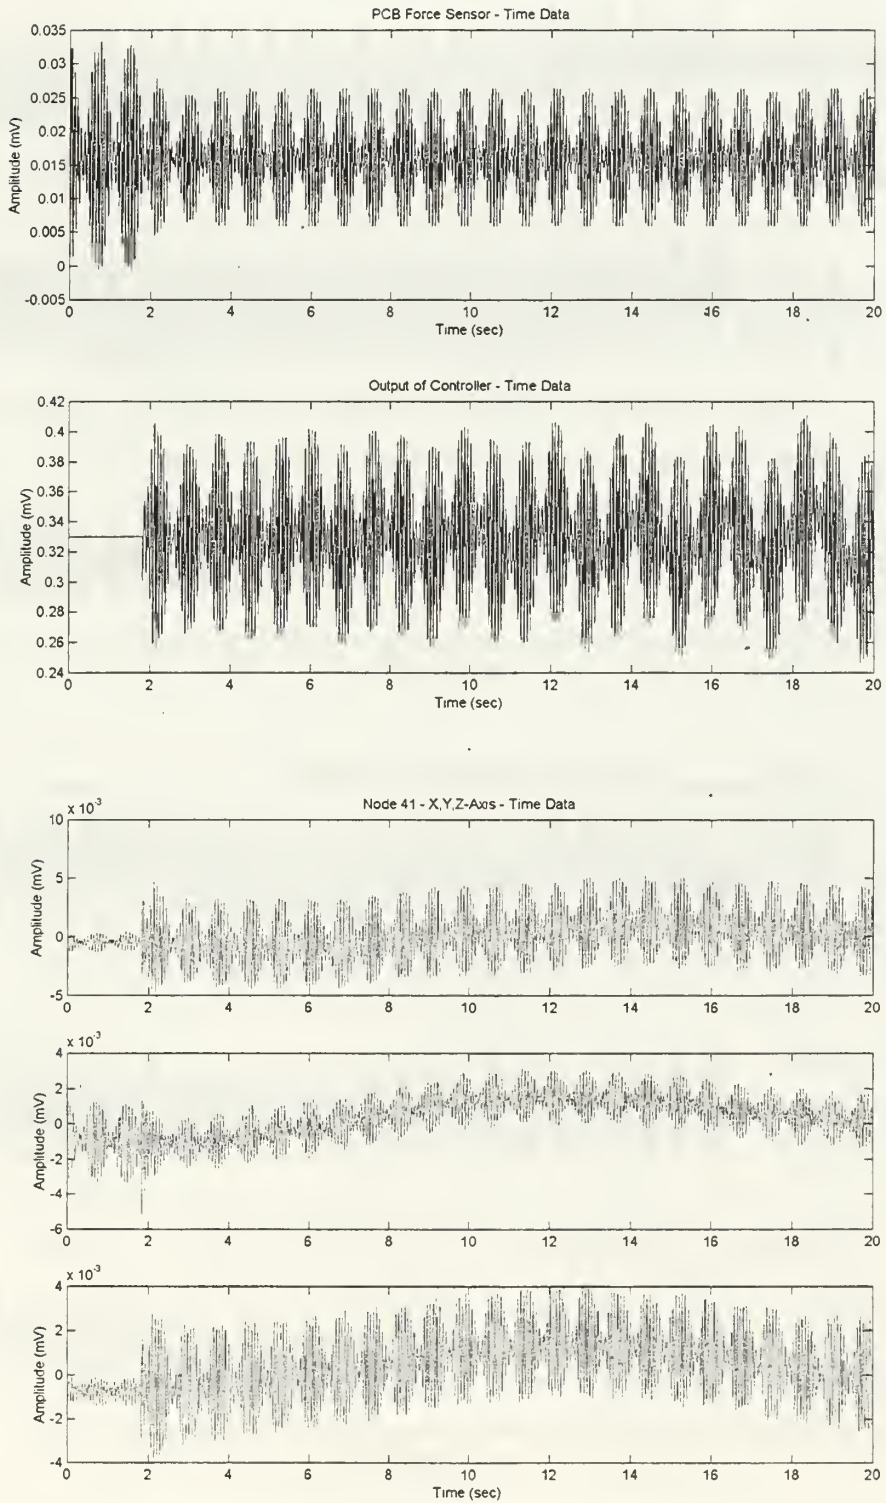 PCB Force Sensor - Time Data
Amplitude (mV)
0.035
0.03
0.025
0.02
0.015
0.01
0.005
0
-0.005
0 2 4 6 8 10 12 14 16 18 20
Time (sec)
Output of Controller - Time Data
Amplitude (mV)
0.42
0.4
0.38
0.36
0.34
0.32
0.3
0.28
0.26
0.24
0 2 4 6 8 10 12 14 16 18 20
Time (sec)
Node 41 - X,Y,Z-Axis - Time Data
x 10-3
Amplitude (mV)
10
5
0
-5
0 2 4 6 8 10 12 14 16 18 20
x 10-3
Amplitude (mV)
4
2
0
-2
-4
-6
0 2 4 6 8 10 12 14 16 18 20
x 10-3
Amplitude (mV)
4
2
0
-2
-4
0 2 4 6 8 10 12 14 16 18 20
Time (sec)